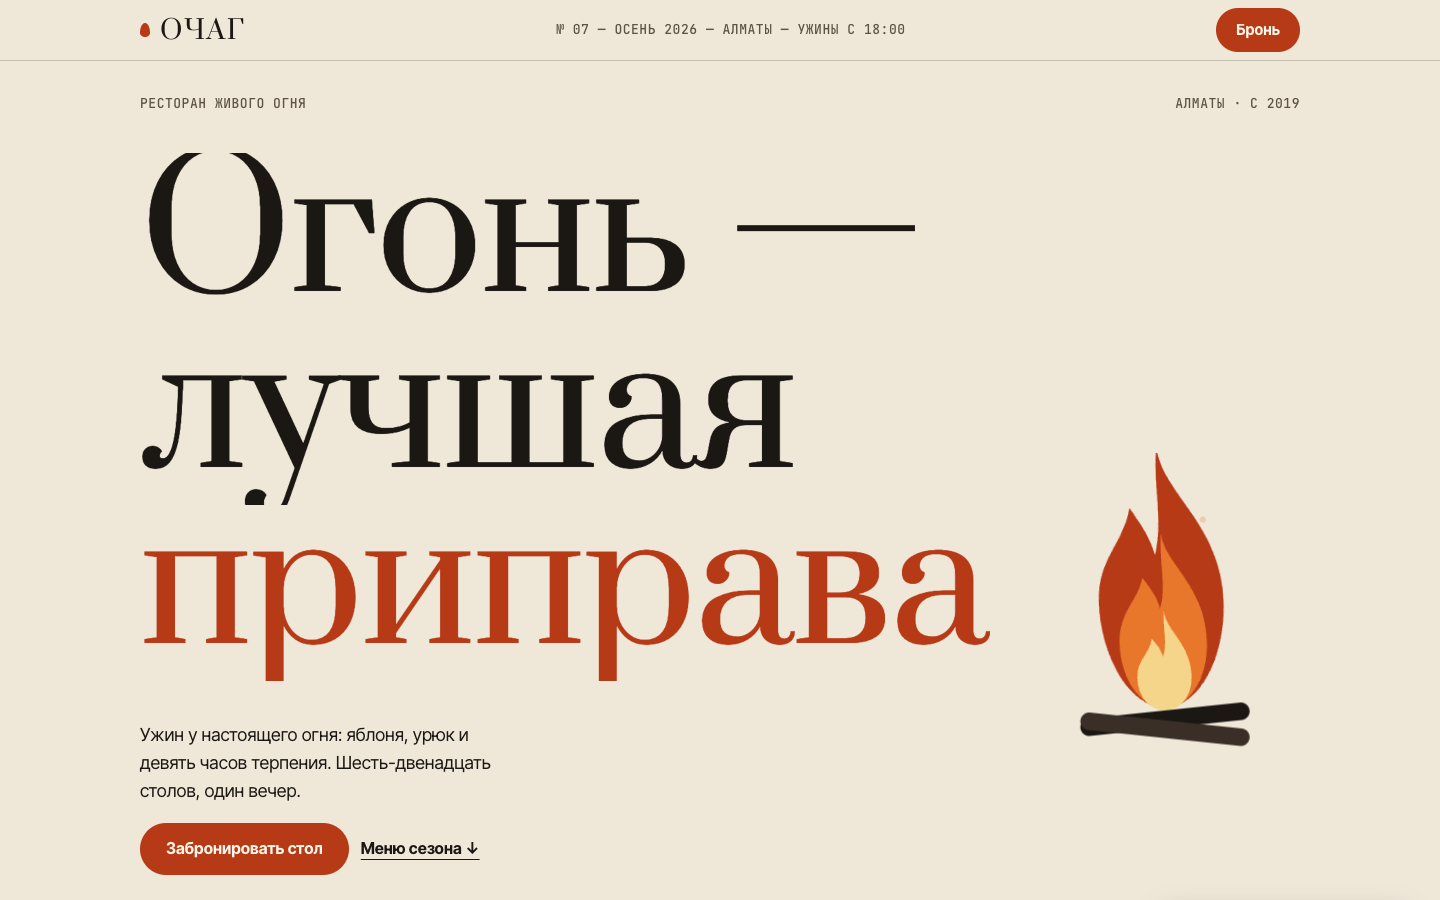 ОЧАГ
№ 07 — ОСЕНЬ 2026 — АЛМАТЫ — УЖИНЫ С 18:00
Бронь
РЕСТОРАН ЖИВОГО ОГНЯ
АЛМАТЫ · С 2019
Огонь —
лучшая
приправа
Ужин у настоящего огня: яблоня, урюк и
девять часов терпения. Шесть-двенадцать
столов, один вечер.
Забронировать стол
Меню сезона ↓